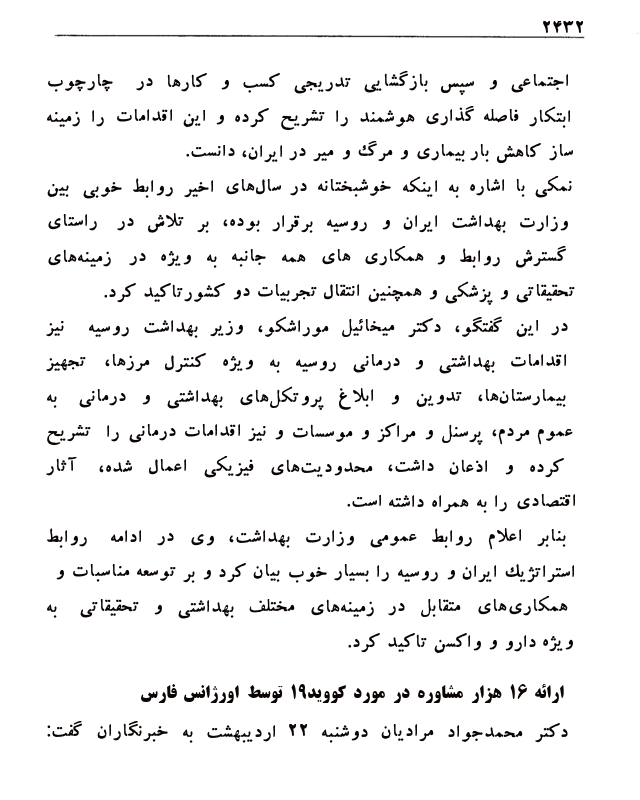 ۲۴۳۲
اجتماعی و سپس بازگشایی تدریجی کسب و کارها در چارچوب
ابتکار فاصله گذاری هوشمند را تشریح کرده و این اقدامات را زمینه
ساز کاهش بار بیماری و مرگ و میر در ایران، دانست.
نمکی با اشاره به اینکه خوشبختانه در سال‌های اخیر روابط خوبی بین
وزارت بهداشت ایران و روسیه برقرار بوده، بر تلاش در راستای
گسترش روابط و همکاری های همه جانبه به ویژه در زمینه‌های
تحقیقاتی و پزشکی و همچنین انتقال تجربیات دو کشورتاکید کرد.
در این گفتگو، دکتر میخائیل موراشکو، وزیر بهداشت روسیه نیز
اقدامات بهداشتی و درمانی روسیه به ویژه کنترل مرزها، تجهیز
بیمارستان‌ها، تدوین و ابلاغ پروتکل‌های بهداشتی و درمانی به
عموم مردم، پرسنل و مراکز و موسسات و نیز اقدامات درمانی را تشریح
کرده و اذعان داشت، محدودیت‌های فیزیکی اعمال شده، آثار
اقتصادی را به همراه داشته است.
بنابر اعلام روابط عمومی وزارت بهداشت، وی در ادامه روابط
استراتژیک ایران و روسیه را بسیار خوب بیان کرد و بر توسعه مناسبات و
همکاری‌های متقابل در زمینه‌های مختلف بهداشتی و تحقیقاتی به
ویژه دارو و واکسن تاکید کرد.
ارائه ۱۶ هزار مشاوره در مورد کووید۱۹ توسط اورژانس فارس
دکتر محمدجواد مرادیان دوشنبه ۲۲ اردیبهشت به خبرنگاران گفت: